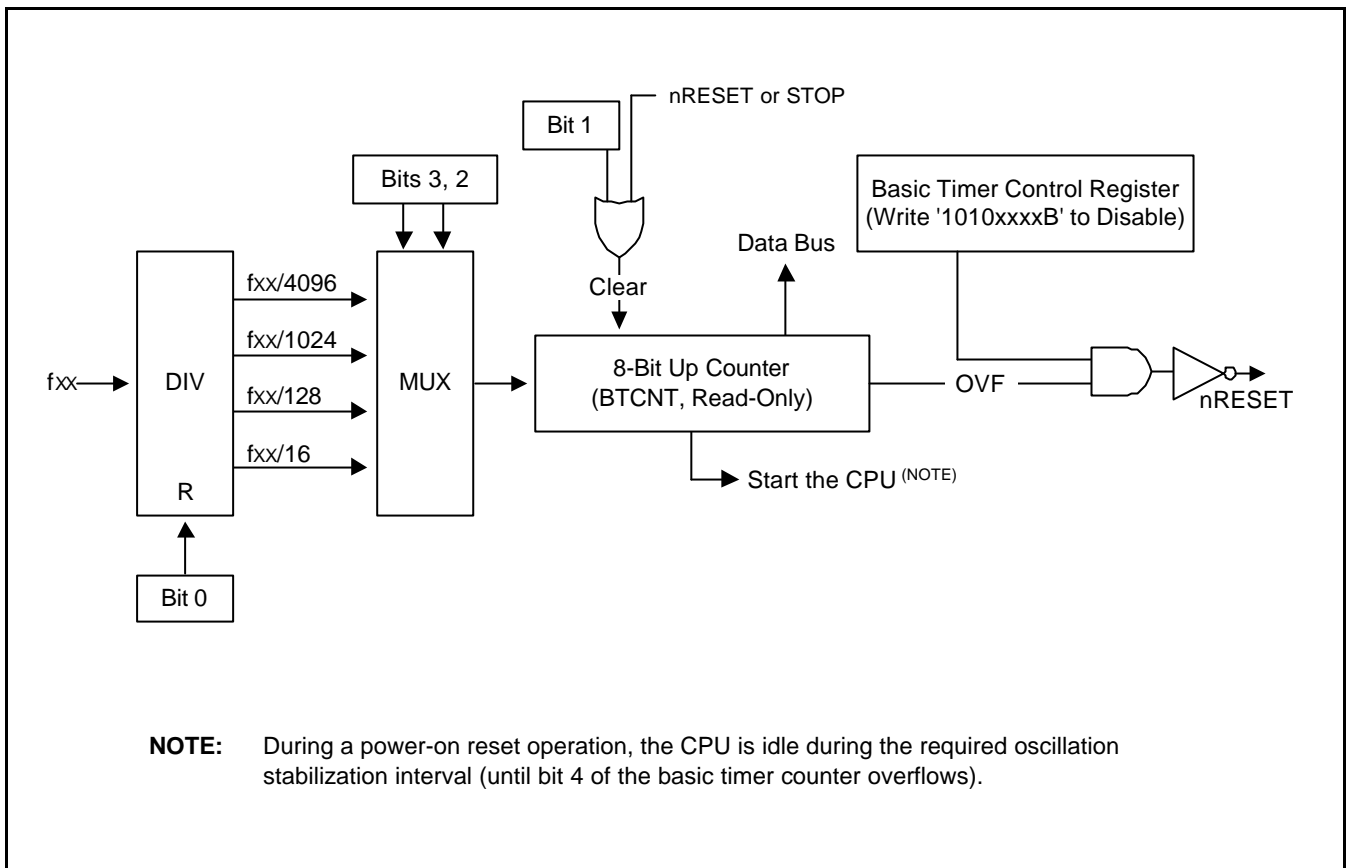 nRESET or STOP
Bit 1
Bits 3, 2
Basic Timer Control Register
(Write '1010xxxxB' to Disable)
Data Bus
fxx/4096
Clear
fxx/1024
fxx
DIV
MUX
8-Bit Up Counter
(BTCNT, Read-Only)
OVF
nRESET
fxx/128
fxx/16
R
Start the CPU (NOTE)
Bit 0
NOTE: During a power-on reset operation, the CPU is idle during the required oscillation
stabilization interval (until bit 4 of the basic timer counter overflows).